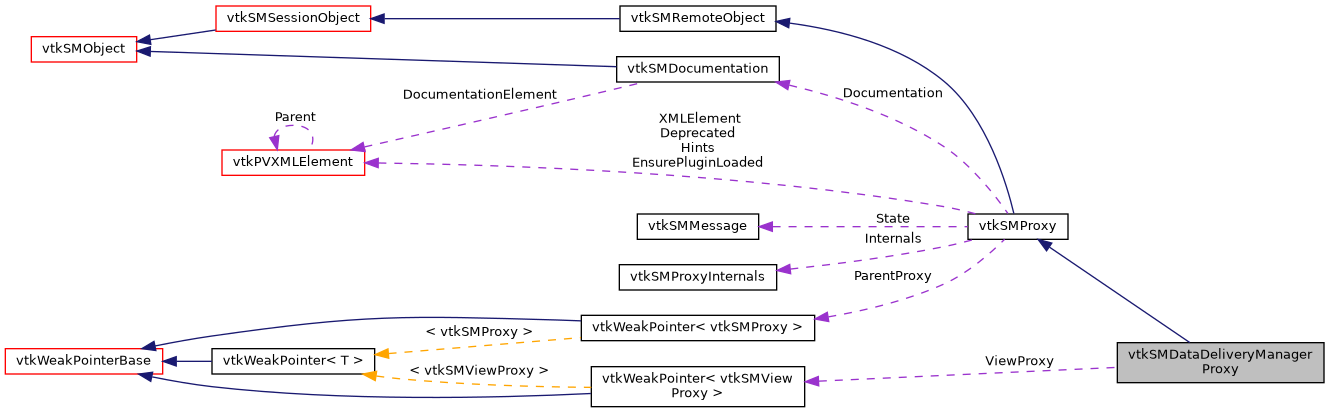 vtkSMSessionObject
vtkSMRemoteObject
vtkSMObject
vtkSMDocumentation
DocumentationElement
Documentation
Parent
XMLElement
Deprecated
Hints
EnsurePluginLoaded
vtkPVXMLElement
vtkSMMessage
State
vtkSMProxy
Internals
vtkSMProxyInternals
ParentProxy
vtkWeakPointer< vtkSMProxy >
< vtkSMProxy >
vtkWeakPointerBase
vtkWeakPointer< T >
< vtkSMViewProxy >
vtkWeakPointer< vtkSMView
Proxy >
ViewProxy
vtkSMDataDeliveryManager
Proxy